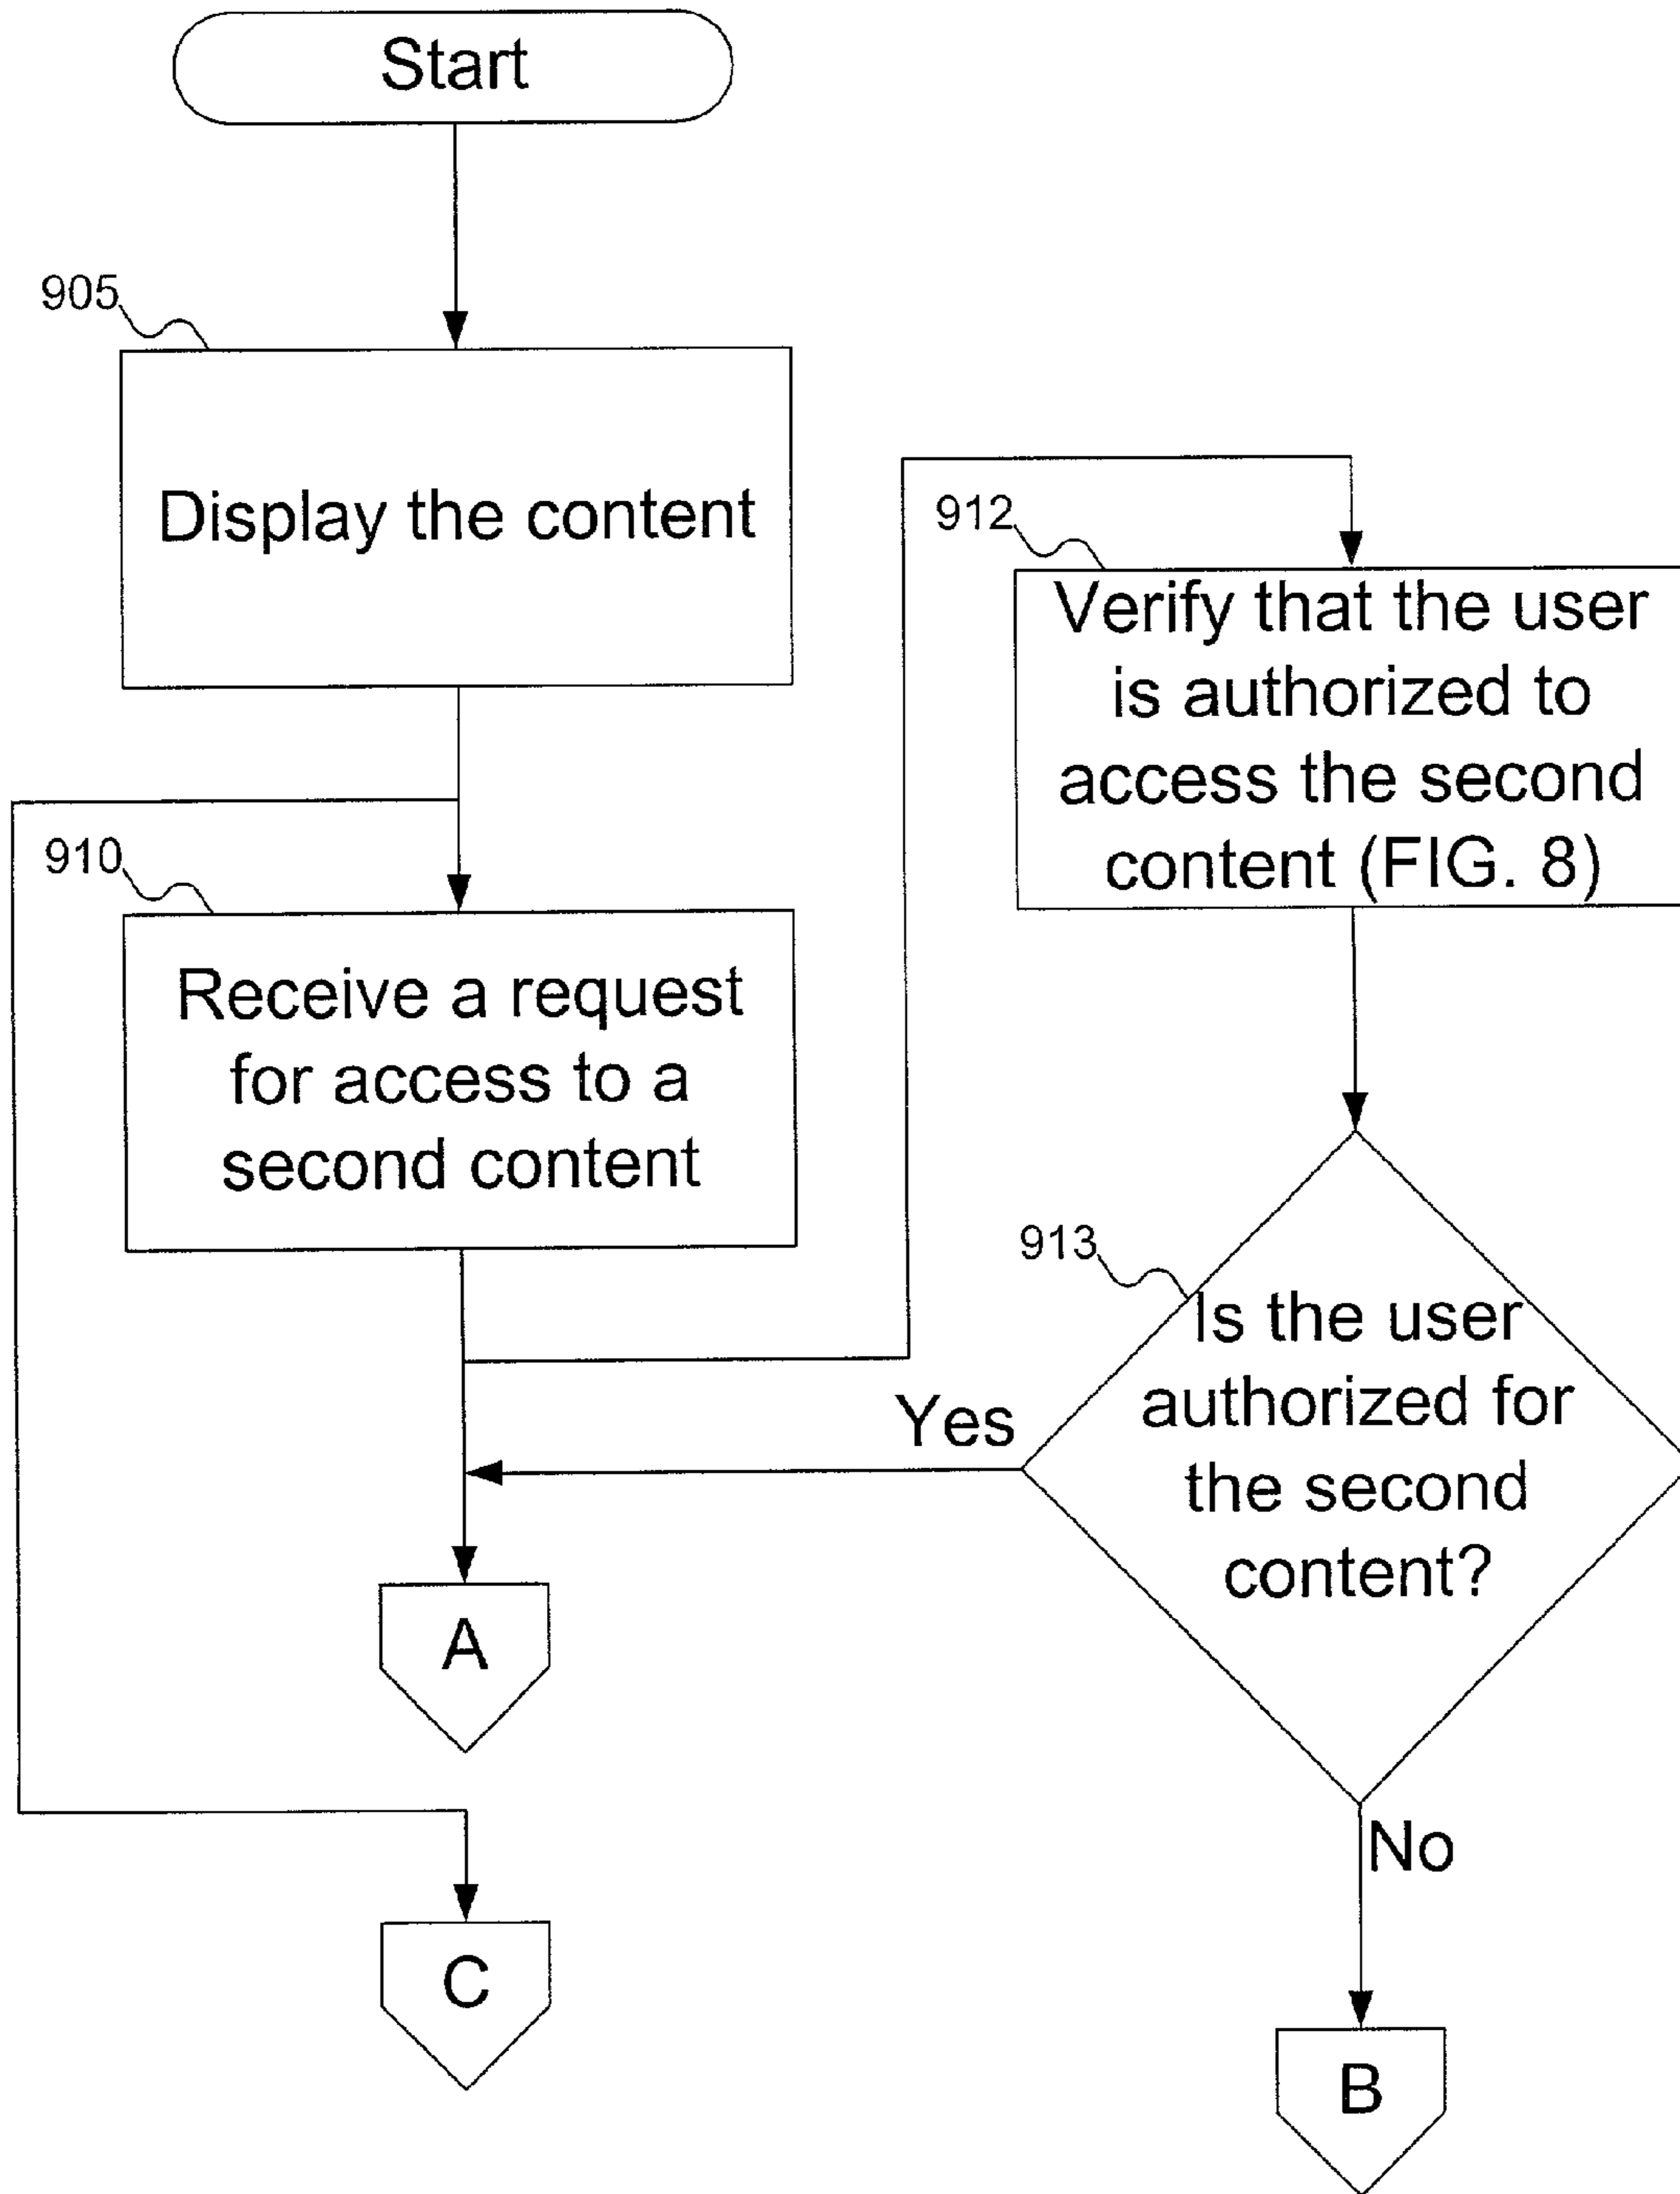 Start
905
Display the content
910
Receive a request
for access to a
second content
912
Verify that the user
is authorized to
access the second
content (FIG. 8)
913
Is the user
authorized for
the second
content?
Yes
No
A
C
B